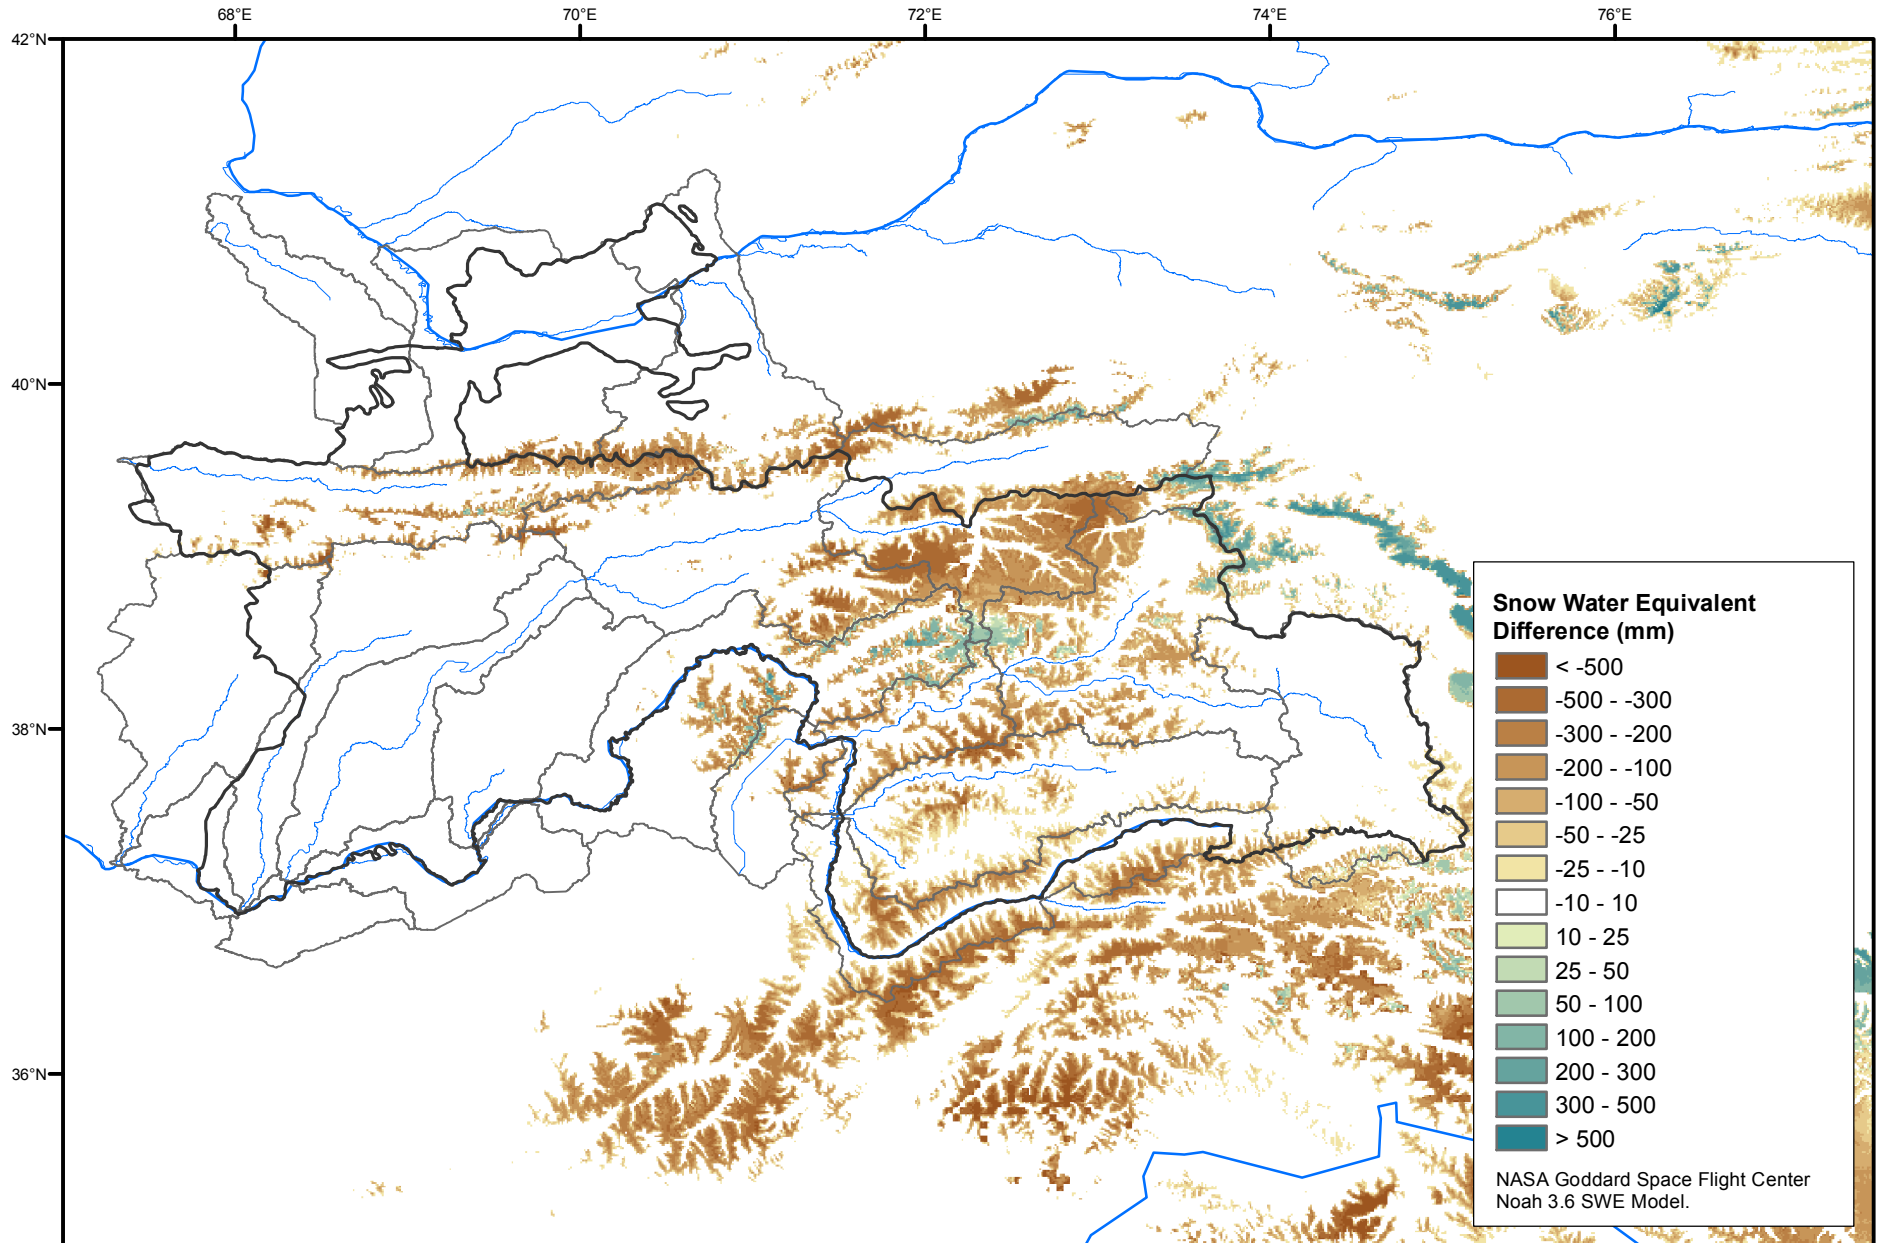 68°E 70°E 72°E 74°E 76°E
42°N
40°N
38°N
36°N
Snow Water Equivalent
Difference (mm)
< -500
-500 - -300
-300 - -200
-200 - -100
-100 - -50
-50 - -25
-25 - -10
-10 - 10
10 - 25
25 - 50
50 - 100
100 - 200
200 - 300
300 - 500
> 500
NASA Goddard Space Flight Center
Noah 3.6 SWE Model.